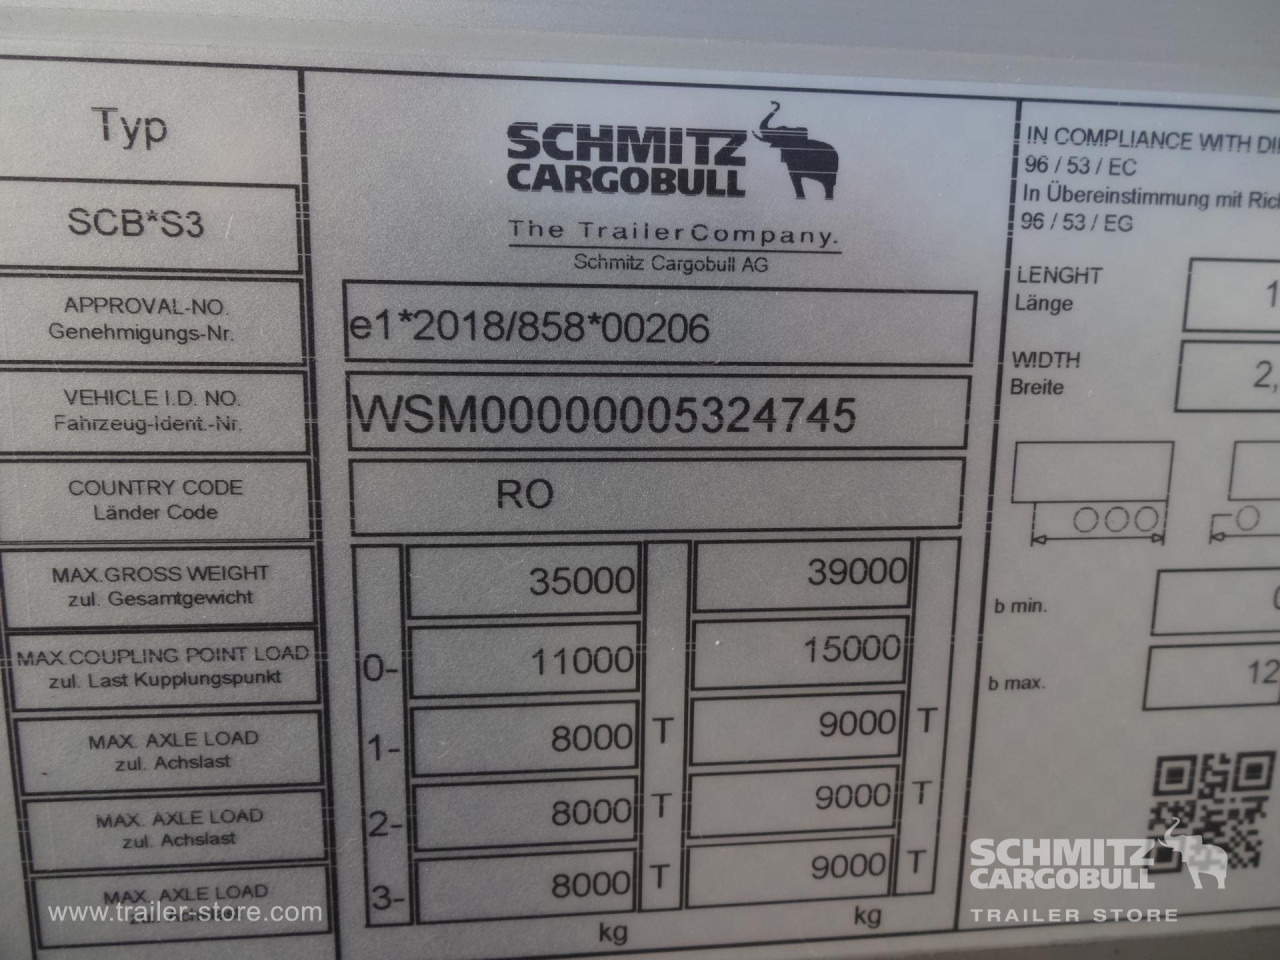 Typ
SCB*S3
SCHMITZ
CARGOBULL
The TrailerCompany.
Schmitz Cargobull AG
IN COMPLIANCE WITH
96 / 53 / EC
In Übereinstimmung mit
96 / 53 / EG
APPROVAL-NO.
Genehmigungs-Nr.
e1*2018/858*00206
LENGHT
Länge
1
VEHICLE I.D. NO.
Fahrzeug-Ident.-Nr.
WSM00000005324745
WIDTH
Breite
2,
COUNTRY CODE
Länder Code
RO
MAX.GROSS WEIGHT
zul. Gesamtgewicht
35000
39000
b min.
MAX.COUPLING POINT LOAD
zul. Last Kupplungspunkt
0-
11000
15000
b max.
12
MAX. AXLE LOAD
zul. Achslast
1-
8000
T
9000
T
MAX. AXLE LOAD
zul. Achslast
2-
8000
T
9000
T
MAX. AXLE LOAD
3-
8000
T
9000
T
kg
kg
www.trailer-store.com
SCHMITZ
CARGOBULL
TRAILER STORE